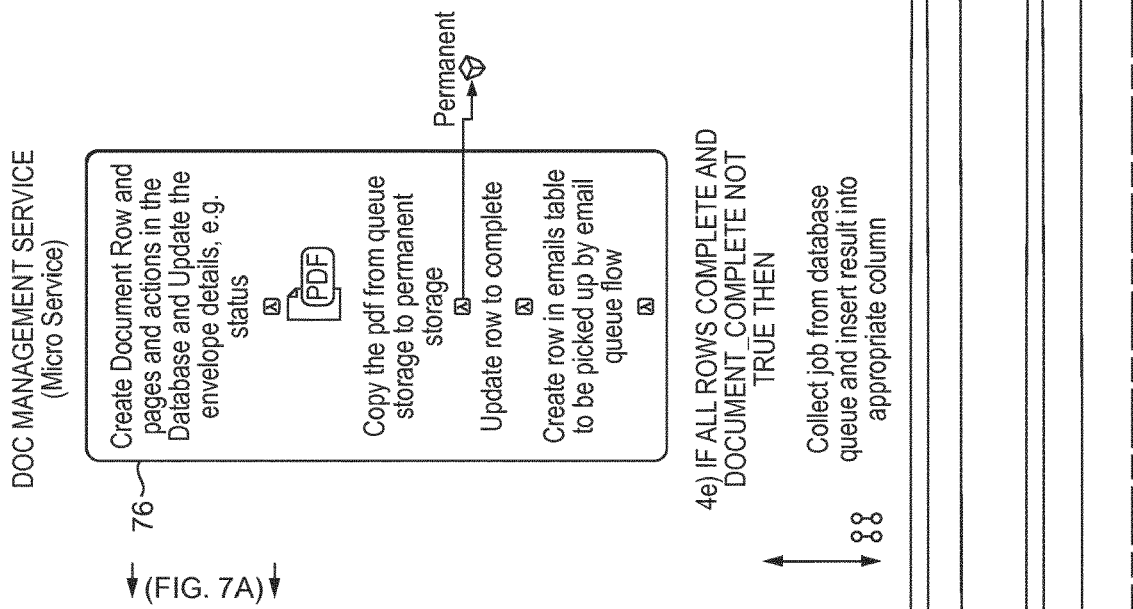 DOC MANAGEMENT SERVICE
(Micro Service)
76
Create Document Row and
pages and actions in the
Database and Update the
envelope details, e.g.
status
λ
PDF
Copy the pdf from queue
storage to permanent
storage
λ
Permanent
Update row to complete
λ
Create row in emails table
to be picked up by email
queue flow
λ
(FIG. 7A)
4e) IF ALL ROWS COMPLETE AND
DOCUMENT_COMPLETE NOT
TRUE THEN
Collect job from database
queue and insert result into
appropriate column